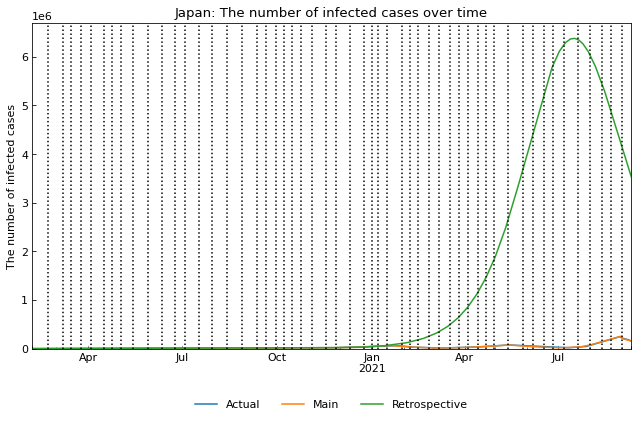 Japan: The number of infected cases over time
1e6
The number of infected cases
6
5
4
3
2
1
0
Apr Jul Oct Jan Apr Jul
2021
Actual Main Retrospective